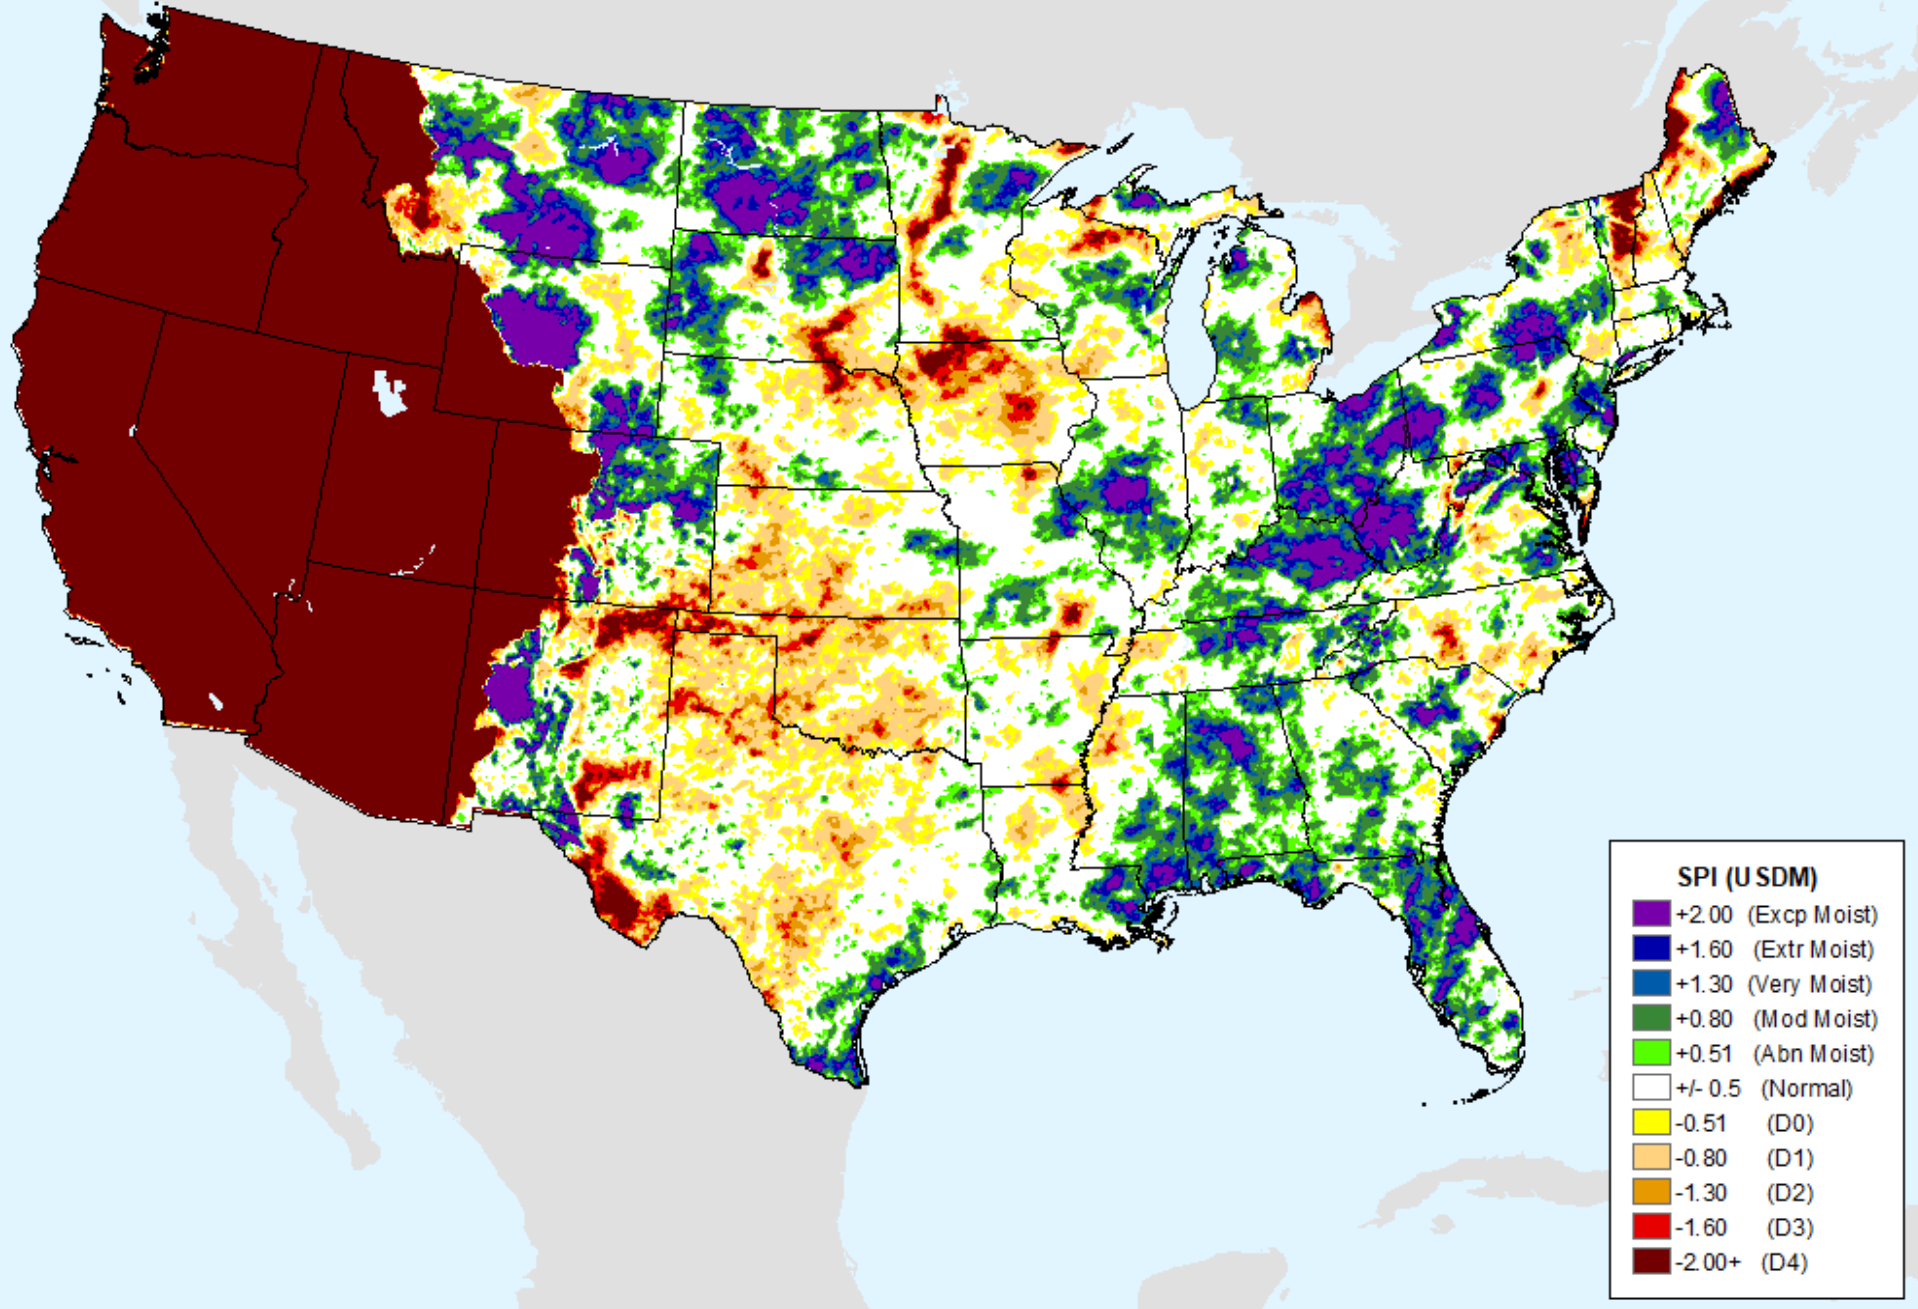 SPI (USDM)
+2.00 (Excp Moist)
+1.60 (Extr Moist)
+1.30 (Very Moist)
+0.80 (Mod Moist)
+0.51 (Abn Moist)
+/- 0.5 (Normal)
-0.51 (D0)
-0.80 (D1)
-1.30 (D2)
-1.60 (D3)
-2.00+ (D4)